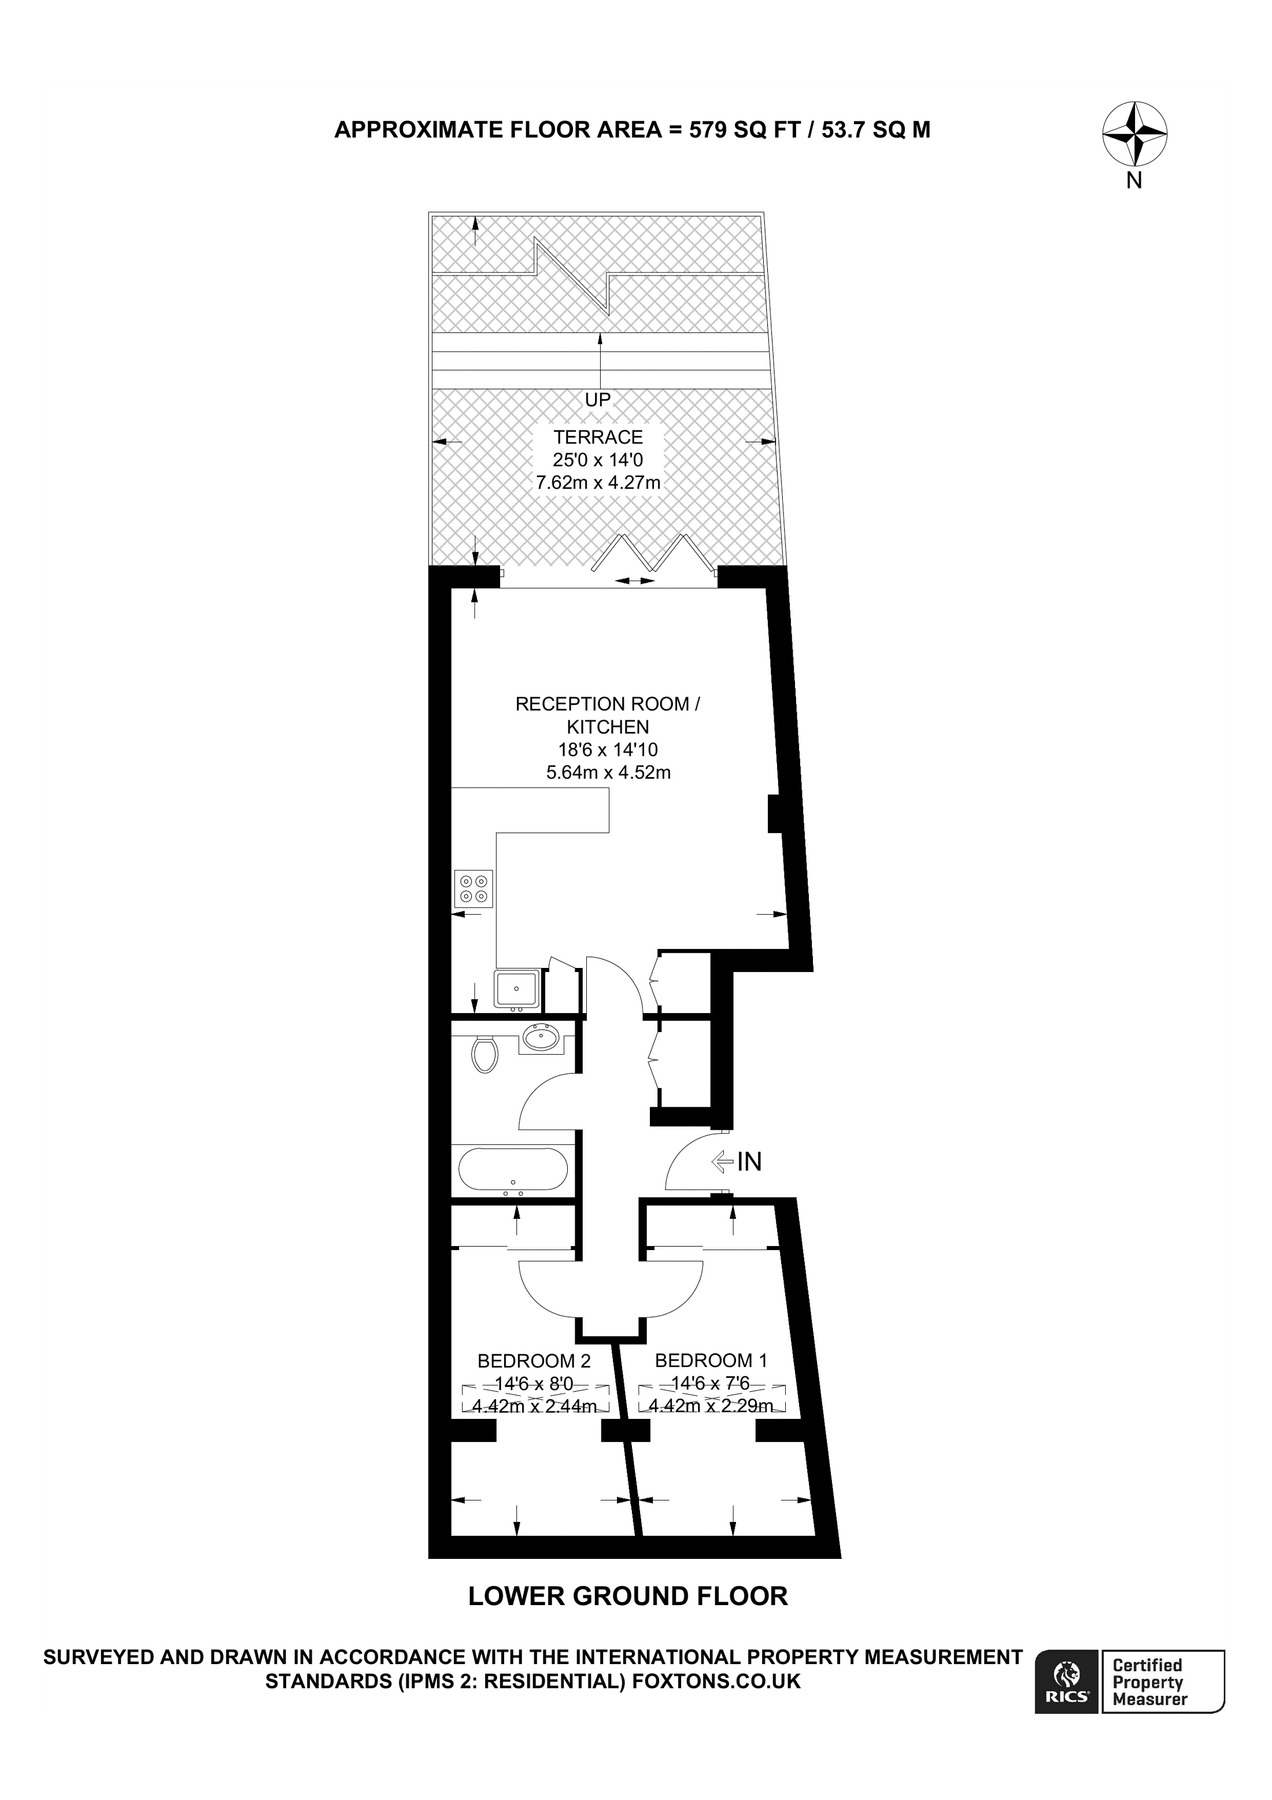 APPROXIMATE FLOOR AREA = 579 SQ FT / 53.7 SQ M
N
UP
TERRACE
25'0 x 14'0
7.62m x 4.27m
RECEPTION ROOM /
KITCHEN
18'6 x 14'10
5.64m x 4.52m
IN
BEDROOM 2
14'6 x 8'0
4.42m x 2.44m
BEDROOM 1
14'6 x 7'6
4.42m x 2.29m
LOWER GROUND FLOOR
SURVEYED AND DRAWN IN ACCORDANCE WITH THE INTERNATIONAL PROPERTY MEASUREMENT
STANDARDS (IPMS 2: RESIDENTIAL) FOXTONS.CO.UK
RICS
Certified
Property
Measurer